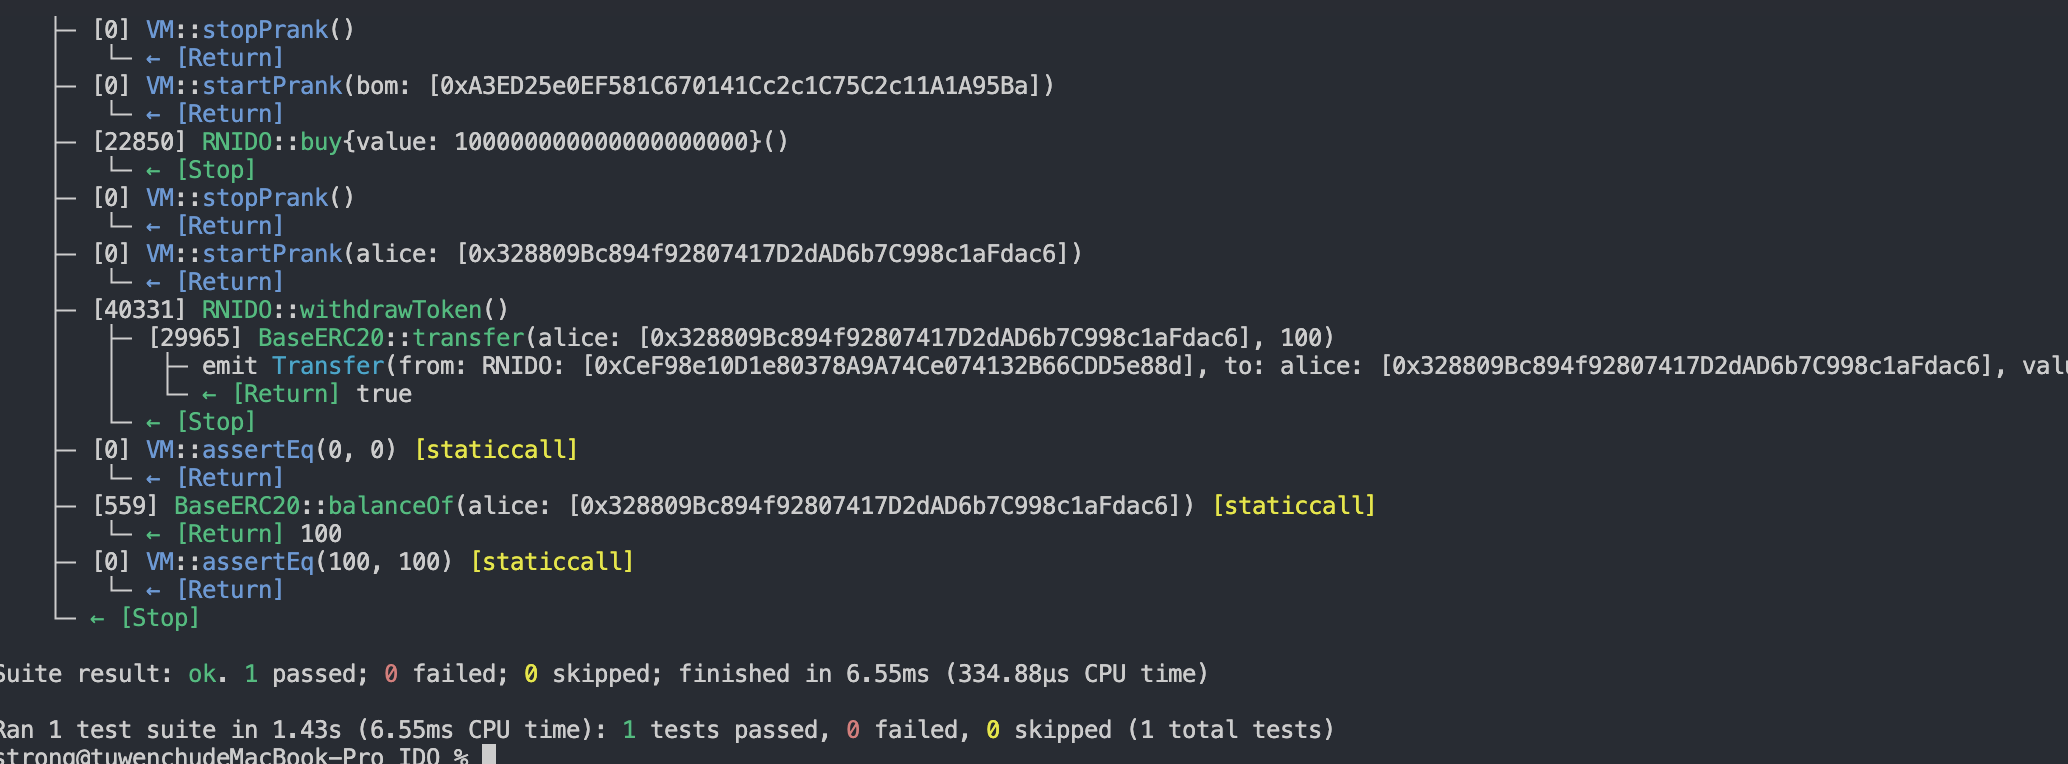 ├─ [0] VM::stopPrank()
│   └─ ← [Return]
├─ [0] VM::startPrank(bom: [0xA3ED25e0EF581C670141Cc2c1C75C2c11A1A95Ba])
│   └─ ← [Return]
├─ [22850] RNIDO::buy{value: 100000000000000000000}()
│   └─ ← [Stop]
├─ [0] VM::stopPrank()
│   └─ ← [Return]
├─ [0] VM::startPrank(alice: [0x328809Bc894f92807417D2dAD6b7C998c1aFdac6])
│   └─ ← [Return]
├─ [40331] RNIDO::withdrawToken()
│   ├─ [29965] BaseERC20::transfer(alice: [0x328809Bc894f92807417D2dAD6b7C998c1aFdac6], 100)
│   │   ├─ emit Transfer(from: RNIDO: [0xCeF98e10D1e80378A9A74Ce074132B66CDD5e88d], to: alice: [0x328809Bc894f92807417D2dAD6b7C998c1aFdac6], valu
│   │   └─ ← [Return] true
│   └─ ← [Stop]
├─ [0] VM::assertEq(0, 0) [staticcall]
│   └─ ← [Return]
├─ [559] BaseERC20::balanceOf(alice: [0x328809Bc894f92807417D2dAD6b7C998c1aFdac6]) [staticcall]
│   └─ ← [Return] 100
├─ [0] VM::assertEq(100, 100) [staticcall]
│   └─ ← [Return]
└─ ← [Stop]
Suite result: ok. 1 passed; 0 failed; 0 skipped; finished in 6.55ms (334.88µs CPU time)
Ran 1 test suite in 1.43s (6.55ms CPU time): 1 tests passed, 0 failed, 0 skipped (1 total tests)
strong@tuwenchudeMacBook-Pro IDO %